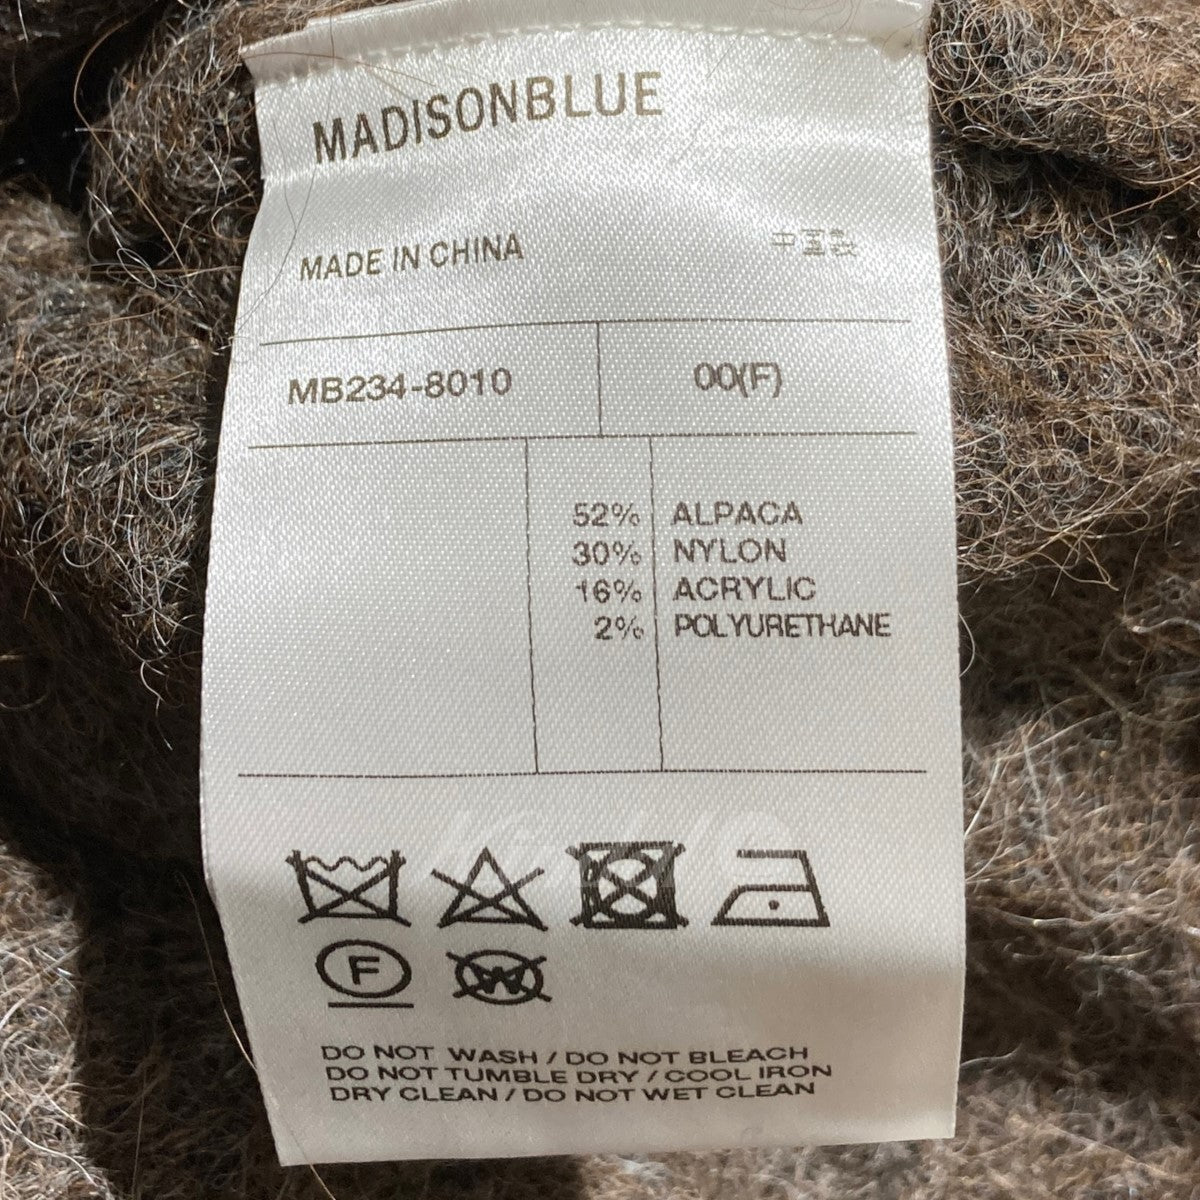 MADISONBLUE
MADE IN CHINA 中国製
MB234-8010 00(F)
52% ALPACA
30% NYLON
16% ACRYLIC
2% POLYURETHANE
F W
DO NOT WASH / DO NOT BLEACH
DO NOT TUMBLE DRY / COOL IRON
DRY CLEAN / DO NOT WET CLEAN